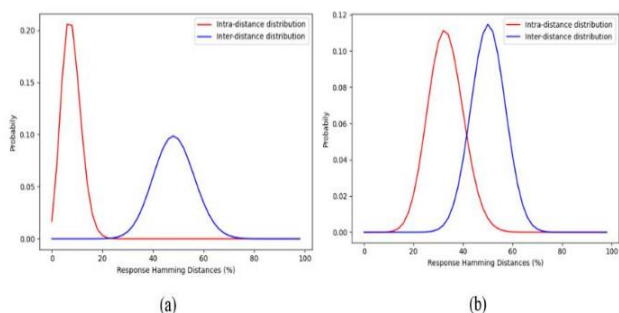 Intra-distance distribution
Inter-distance distribution
0.20
0.15
0.10
0.05
0.00
Probabily
0
20
40
60
80
100
Response Hamming Distances (%)
(a)
Intra-distance distribution
Inter-distance distribution
0.12
0.10
0.08
0.06
0.04
0.02
0.00
Probabily
0
20
40
60
80
100
Response Hamming Distances (%)
(b)